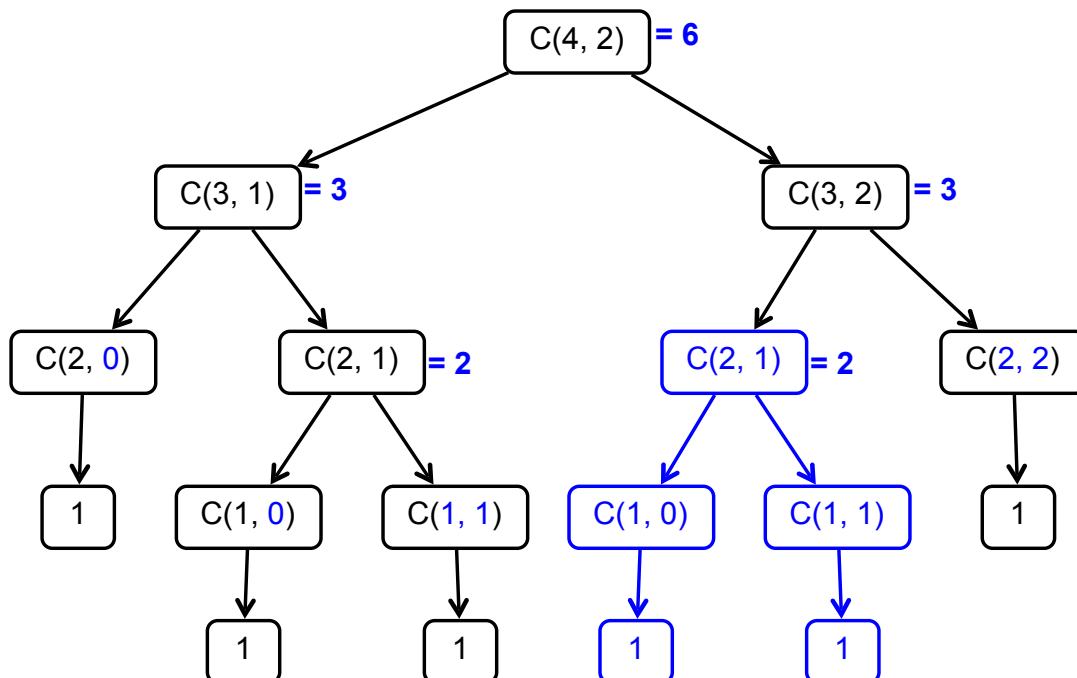 C(4, 2) = 6
C(3, 1) = 3
C(3, 2) = 3
C(2, 0)
C(2, 1) = 2
C(2, 1) = 2
C(2, 2)
1
C(1, 0)
C(1, 1)
C(1, 0)
C(1, 1)
1
1
1
1
1